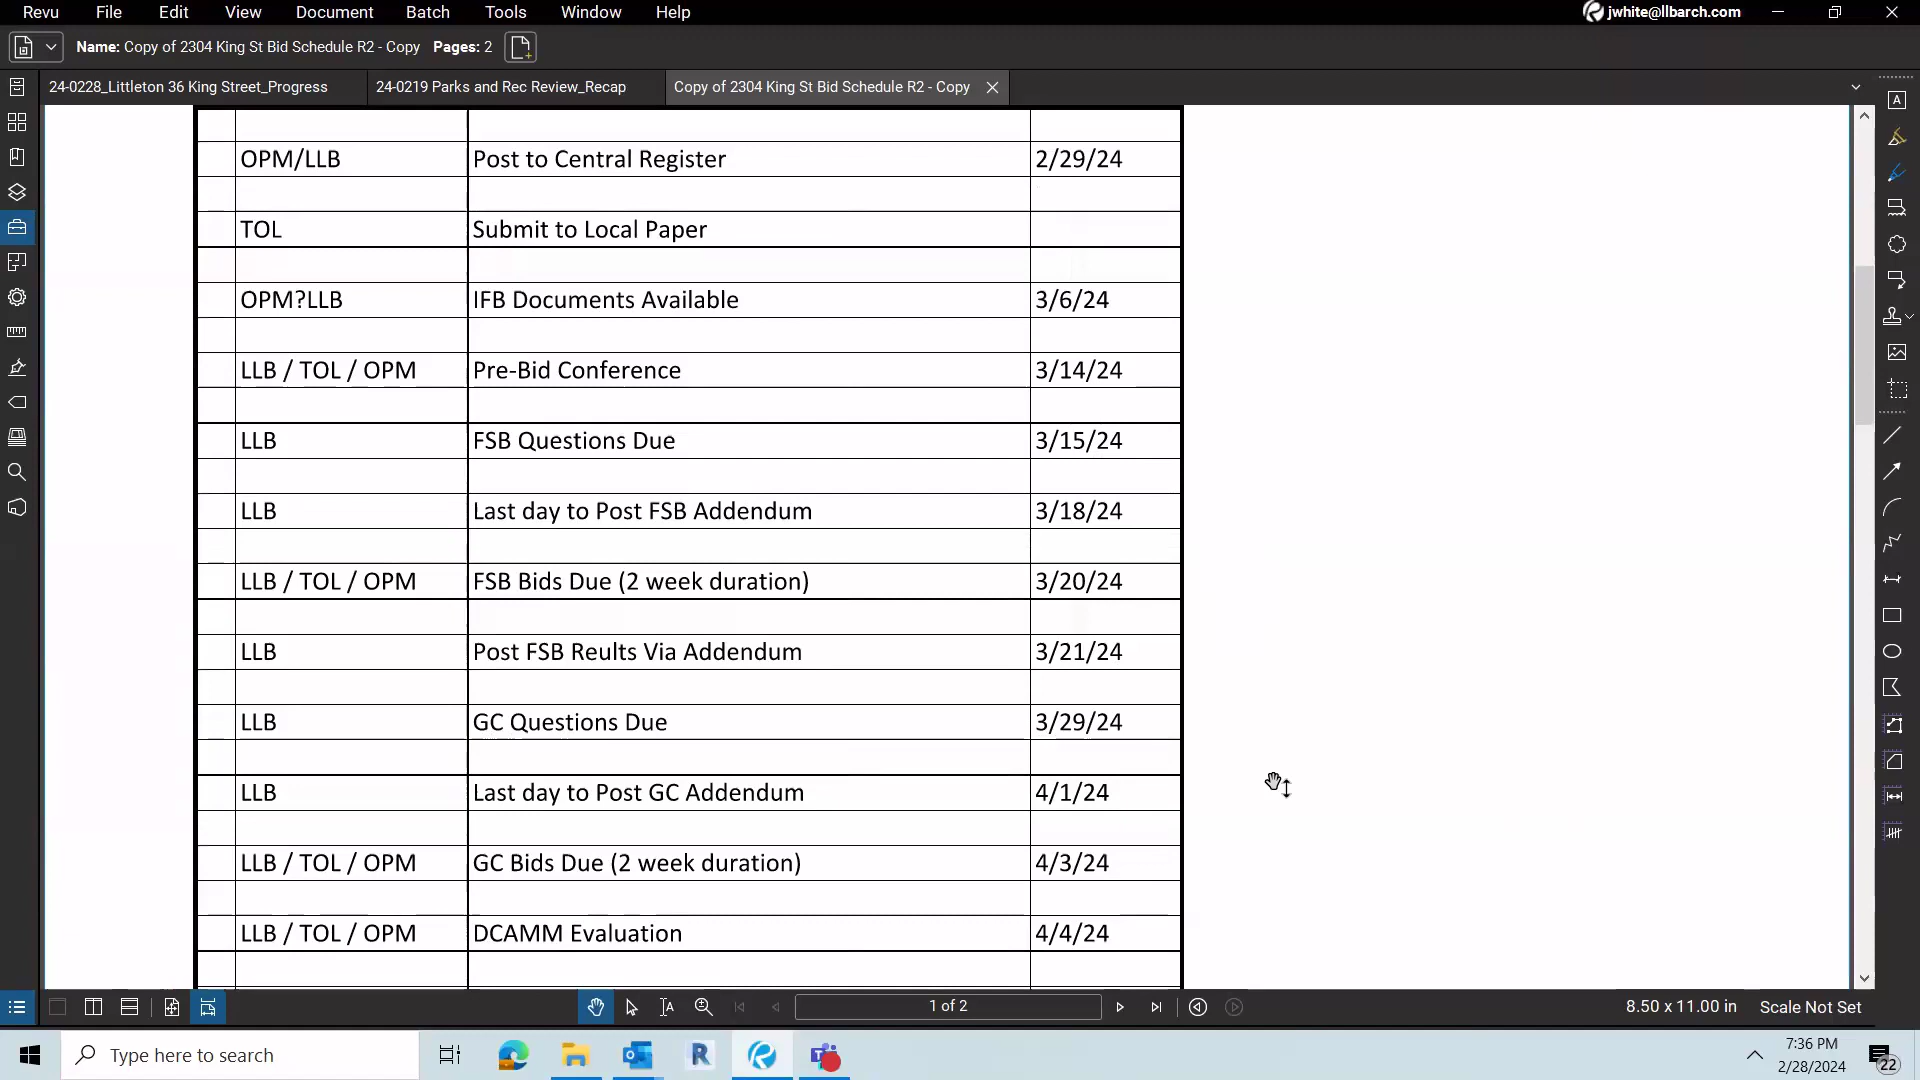 Revu File Edit View Document Batch Tools Window Help jwhite@llbarch.com
Name: Copy of 2304 King St Bid Schedule R2 - Copy Pages: 2
24-0228_Littleton 36 King Street_Progress 24-0219 Parks and Rec Review_Recap Copy of 2304 King St Bid Schedule R2 - Copy
OPM/LLB Post to Central Register 2/29/24
TOL Submit to Local Paper
OPM?LLB IFB Documents Available 3/6/24
LLB / TOL / OPM Pre-Bid Conference 3/14/24
LLB FSB Questions Due 3/15/24
LLB Last day to Post FSB Addendum 3/18/24
LLB / TOL / OPM FSB Bids Due (2 week duration) 3/20/24
LLB Post FSB Reults Via Addendum 3/21/24
LLB GC Questions Due 3/29/24
LLB Last day to Post GC Addendum 4/1/24
LLB / TOL / OPM GC Bids Due (2 week duration) 4/3/24
LLB / TOL / OPM DCAMM Evaluation 4/4/24
1 of 2 8.50 x 11.00 in Scale Not Set
Type here to search
7:36 PM
2/28/2024
22